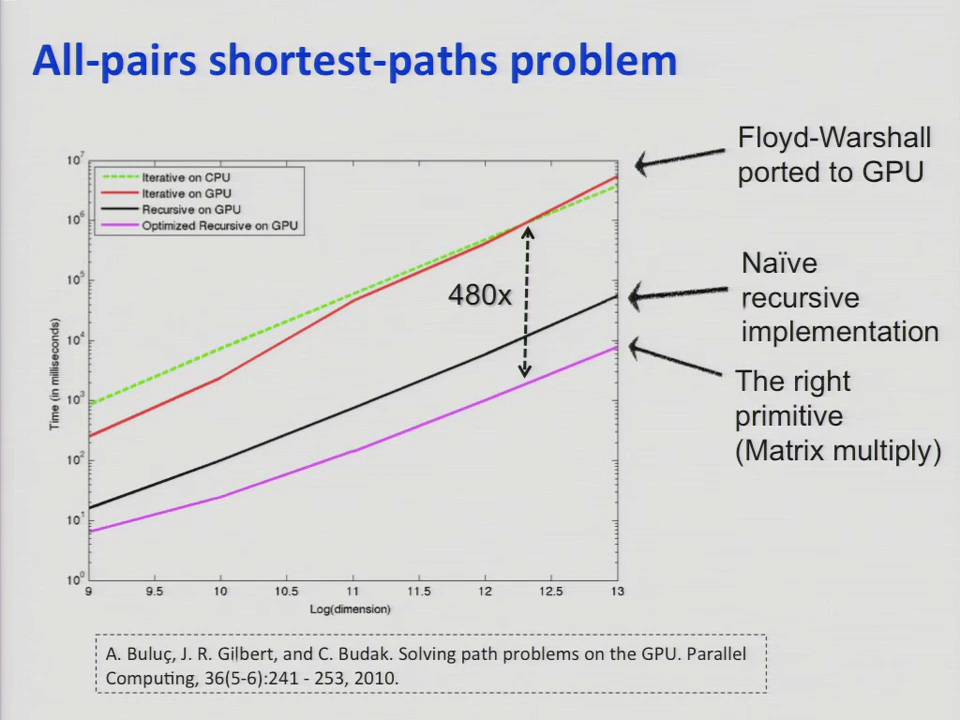 All-pairs shortest-paths problem
Floyd-Warshall
ported to GPU
10^7
Iterative on CPU
Iterative on GPU
Recursive on GPU
Optimized Recursive on GPU
10^6
10^5
10^4
10^3
10^2
10^1
10^0
Time (in milliseconds)
480x
Naïve
recursive
implementation
The right
primitive
(Matrix multiply)
9 9.5 10 10.5 11 11.5 12 12.5 13
Log(dimension)
A. Buluç, J. R. Gilbert, and C. Budak. Solving path problems on the GPU. Parallel
Computing, 36(5-6):241 - 253, 2010.